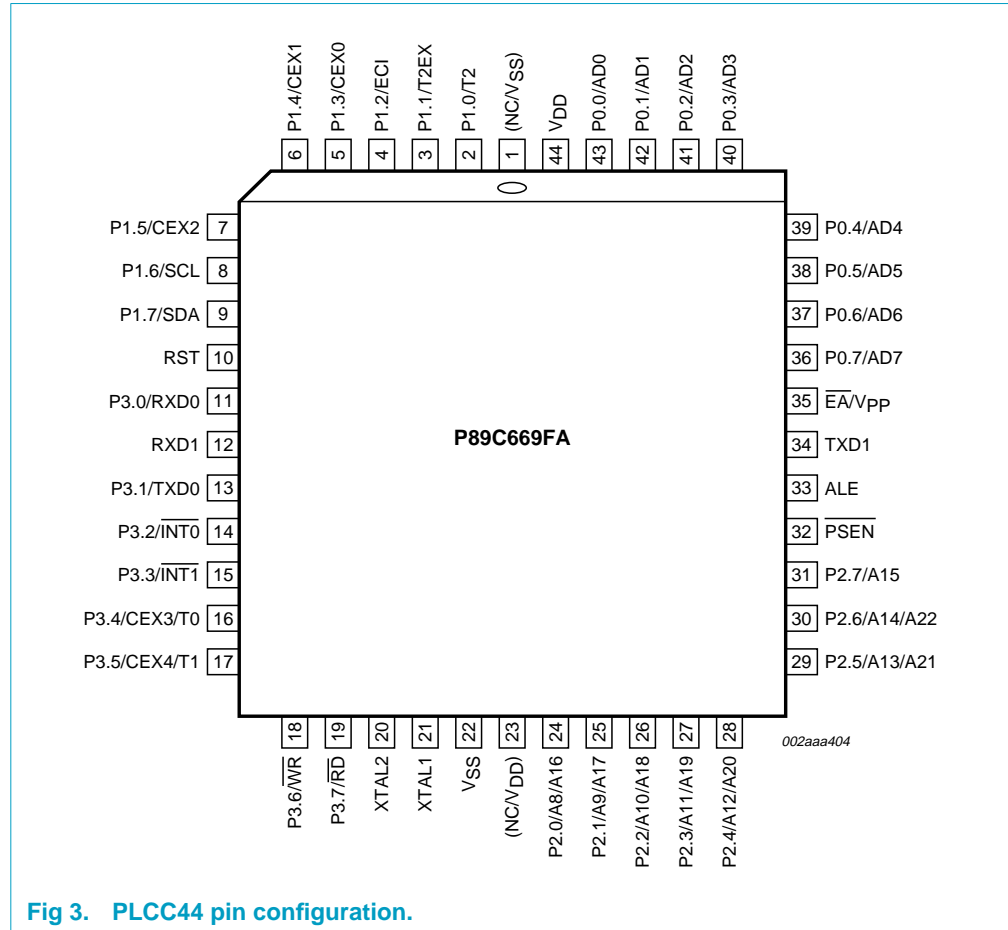 P1.4/CEX1
P1.3/CEX0
P1.2/ECI
P1.1/T2EX
P1.0/T2
(NC/VSS)
VDD
P0.0/AD0
P0.1/AD1
P0.2/AD2
P0.3/AD3
6
5
4
3
2
1
44
43
42
41
40
P1.5/CEX2 7
P1.6/SCL 8
P1.7/SDA 9
RST 10
P3.0/RXD0 11
RXD1 12
P3.1/TXD0 13
P3.2/I̅N̅T̅0̅ 14
P3.3/I̅N̅T̅1̅ 15
P3.4/CEX3/T0 16
P3.5/CEX4/T1 17
P89C669FA
39 P0.4/AD4
38 P0.5/AD5
37 P0.6/AD6
36 P0.7/AD7
35 E̅A̅/VPP
34 TXD1
33 ALE
32 P̅S̅E̅N̅
31 P2.7/A15
30 P2.6/A14/A22
29 P2.5/A13/A21
18
19
20
21
22
23
24
25
26
27
28
P3.6/W̅R̅
P3.7/R̅D̅
XTAL2
XTAL1
VSS
(NC/VDD)
P2.0/A8/A16
P2.1/A9/A17
P2.2/A10/A18
P2.3/A11/A19
P2.4/A12/A20
002aaa404
Fig 3. PLCC44 pin configuration.